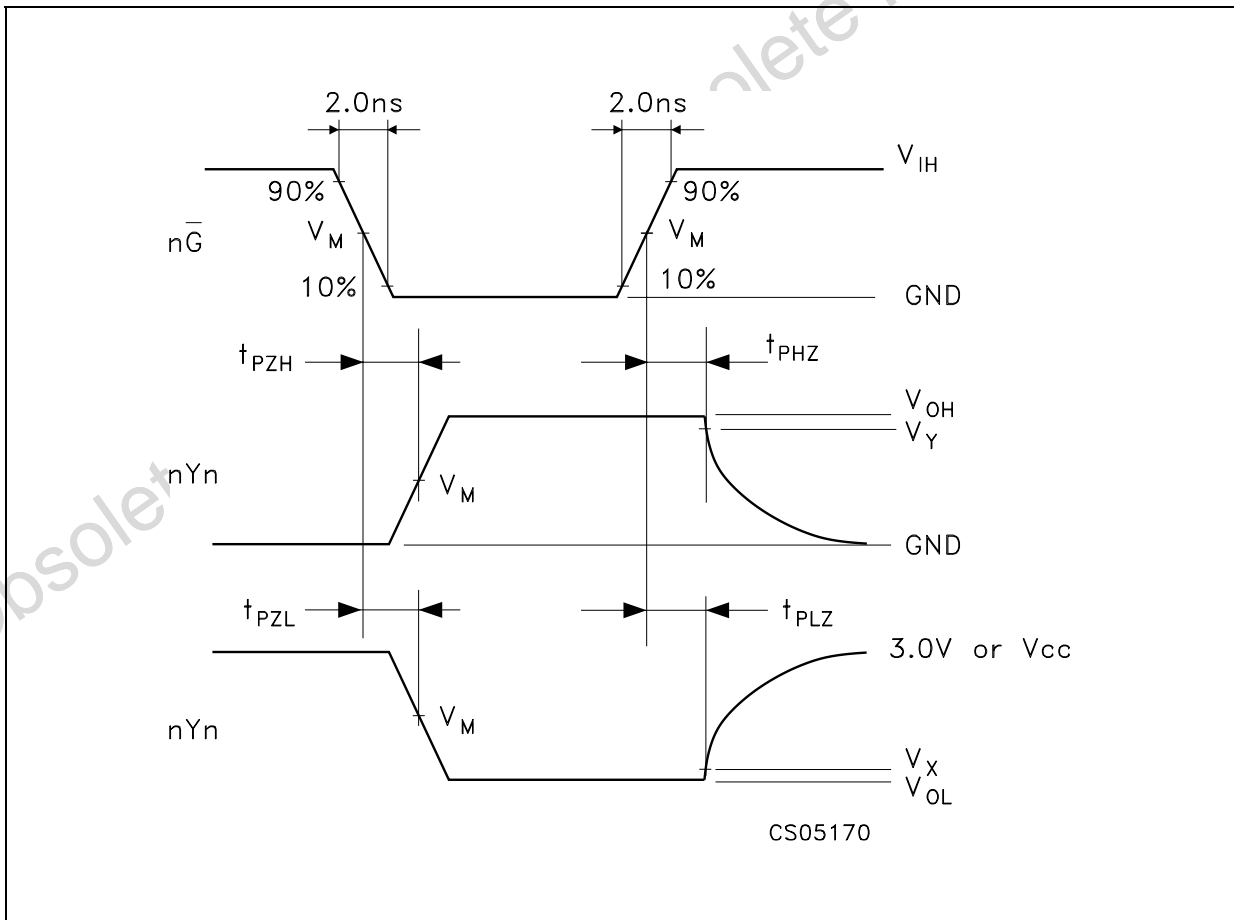 2.0ns 2.0ns
V_IH
90% 90%
nG̅ V_M V_M
10% 10%
GND
t_PZH t_PHZ
V_OH
V_Y
nYn V_M
GND
t_PZL t_PLZ
3.0V or Vcc
nYn V_M
V_X
V_OL
CS05170